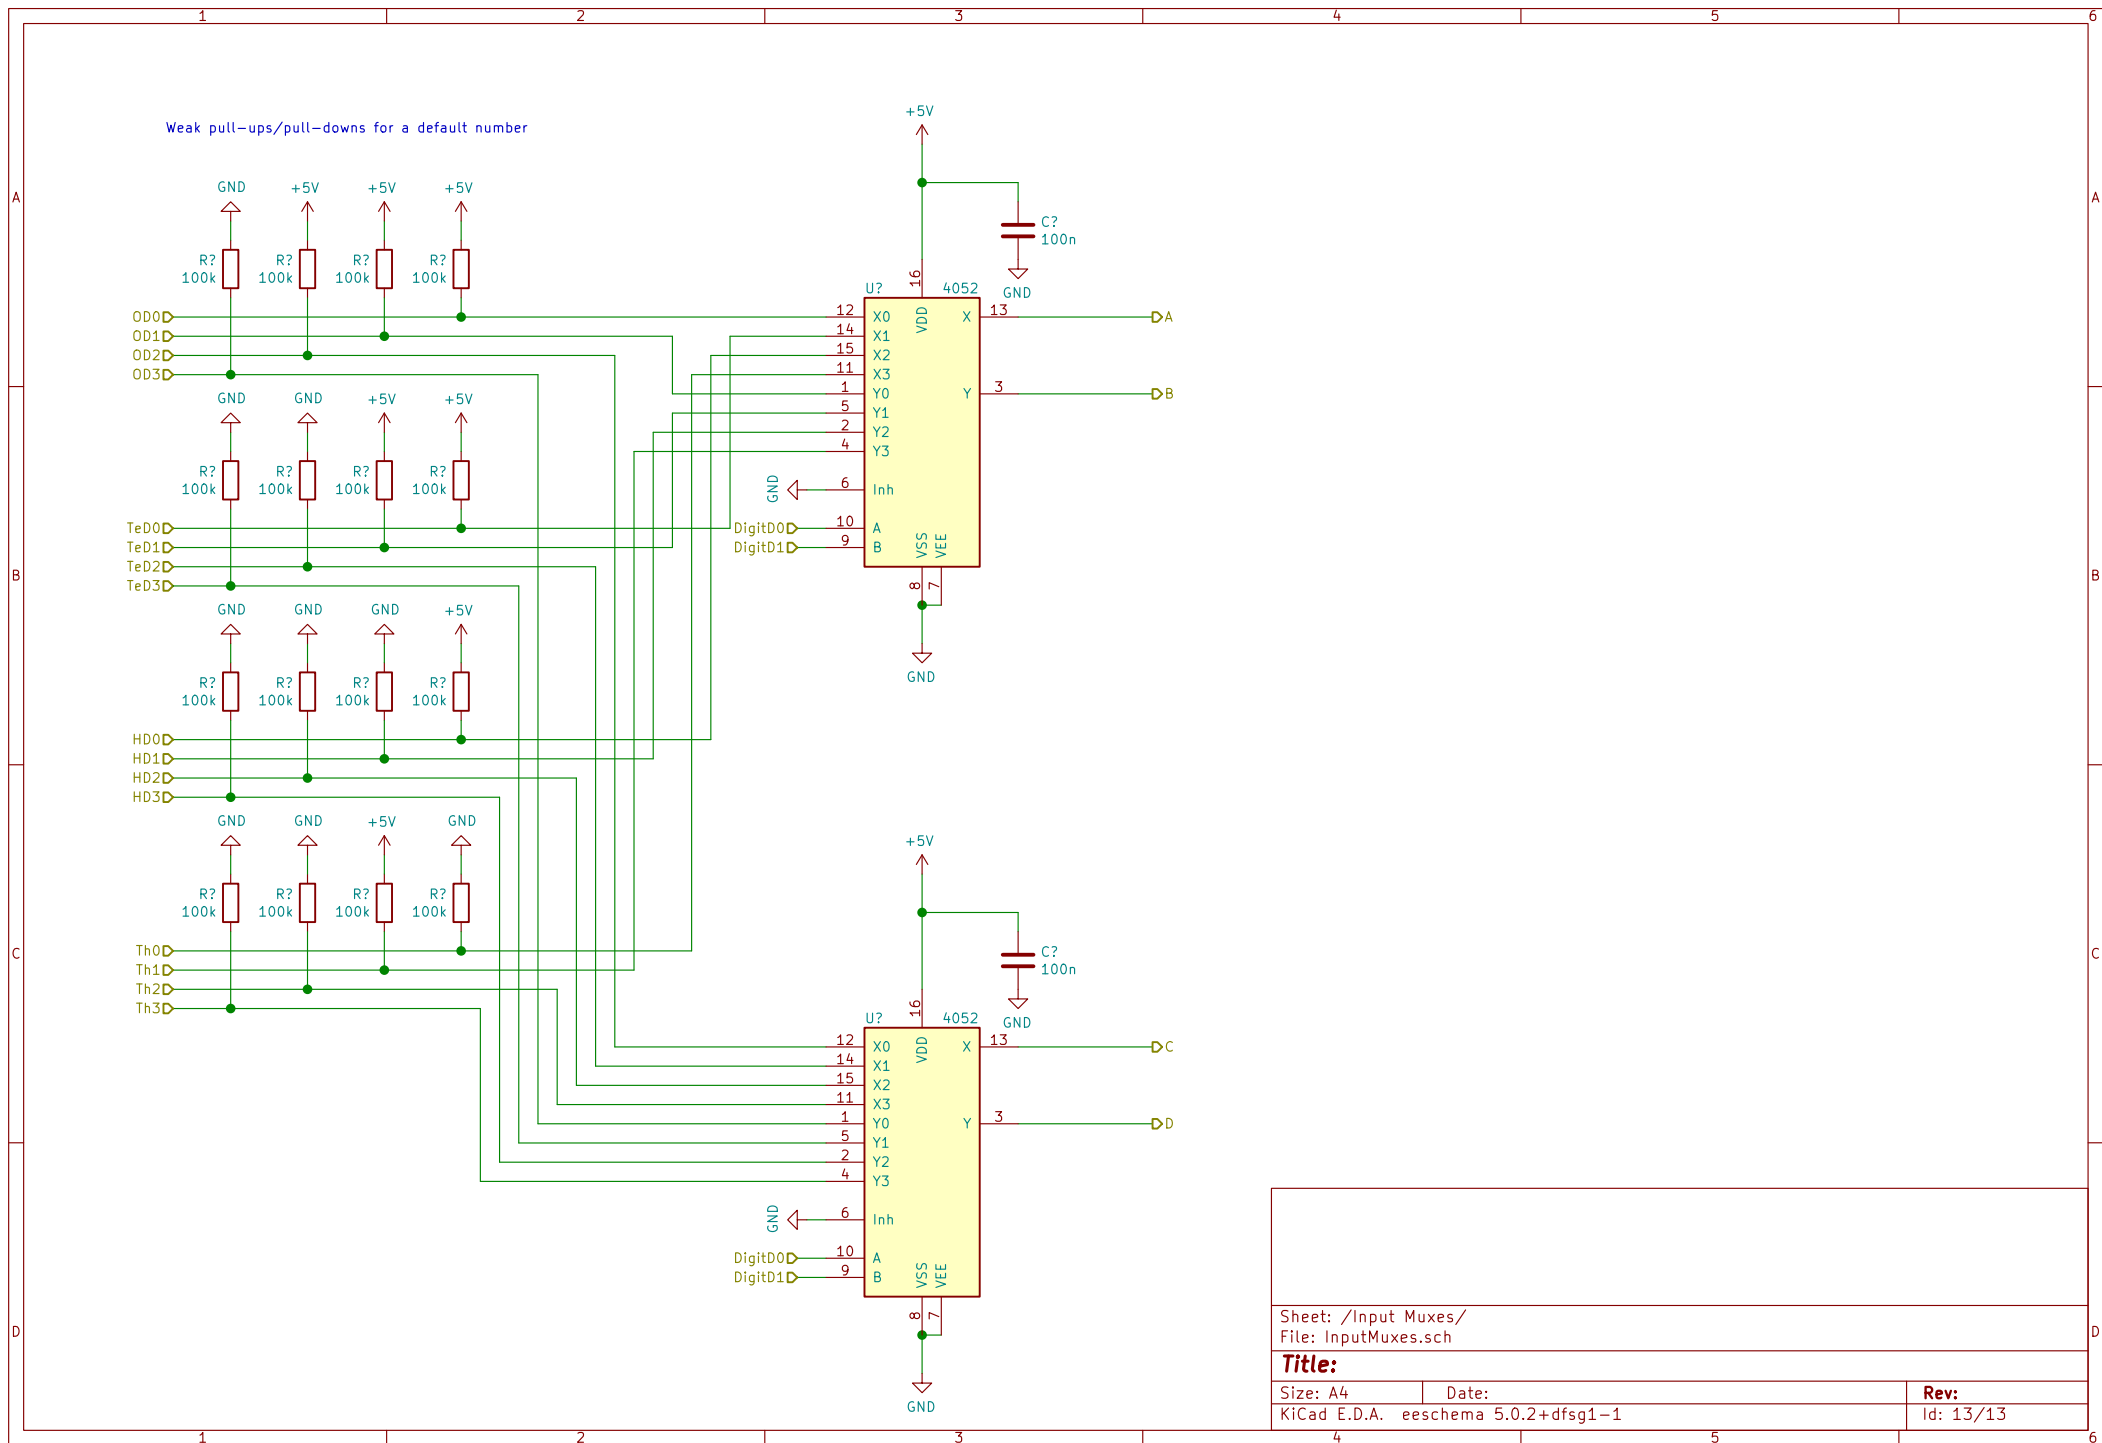 1 2 3 4 5 6
+5V
Weak pull-ups/pull-downs for a default number
GND +5V +5V +5V
A A
C?
100n
R? R? R? R?
100k 100k 100k 100k
16
GND
U? 4052
OD0 12 X0 VDD X 13 A
OD1 14 X1
OD2 15 X2
OD3 11 X3
1 Y0 Y 3 B
GND GND +5V +5V
5 Y1
2 Y2
4 Y3
R? R? R? R?
100k 100k 100k 100k
GND 6 Inh
TeD0 DigitD0 10 A
TeD1 DigitD1 9 B VSS VEE
TeD2
TeD3
B B
8 7
GND GND GND +5V
GND
R? R? R? R?
100k 100k 100k 100k
HD0
HD1
HD2
HD3
GND GND +5V GND
+5V
R? R? R? R?
100k 100k 100k 100k
C C
Th0
Th1
Th2
Th3
C?
100n
16
GND
U? 4052
12 X0 VDD X 13 C
14 X1
15 X2
11 X3
1 Y0 Y 3 D
5 Y1
2 Y2
4 Y3
GND 6 Inh
DigitD0 10 A
DigitD1 9 B VSS VEE
8 7
GND
D D
Sheet: /Input Muxes/
File: InputMuxes.sch
Title:
Size: A4 Date: Rev:
KiCad E.D.A. eeschema 5.0.2+dfsg1-1 Id: 13/13
1 2 3 4 5 6